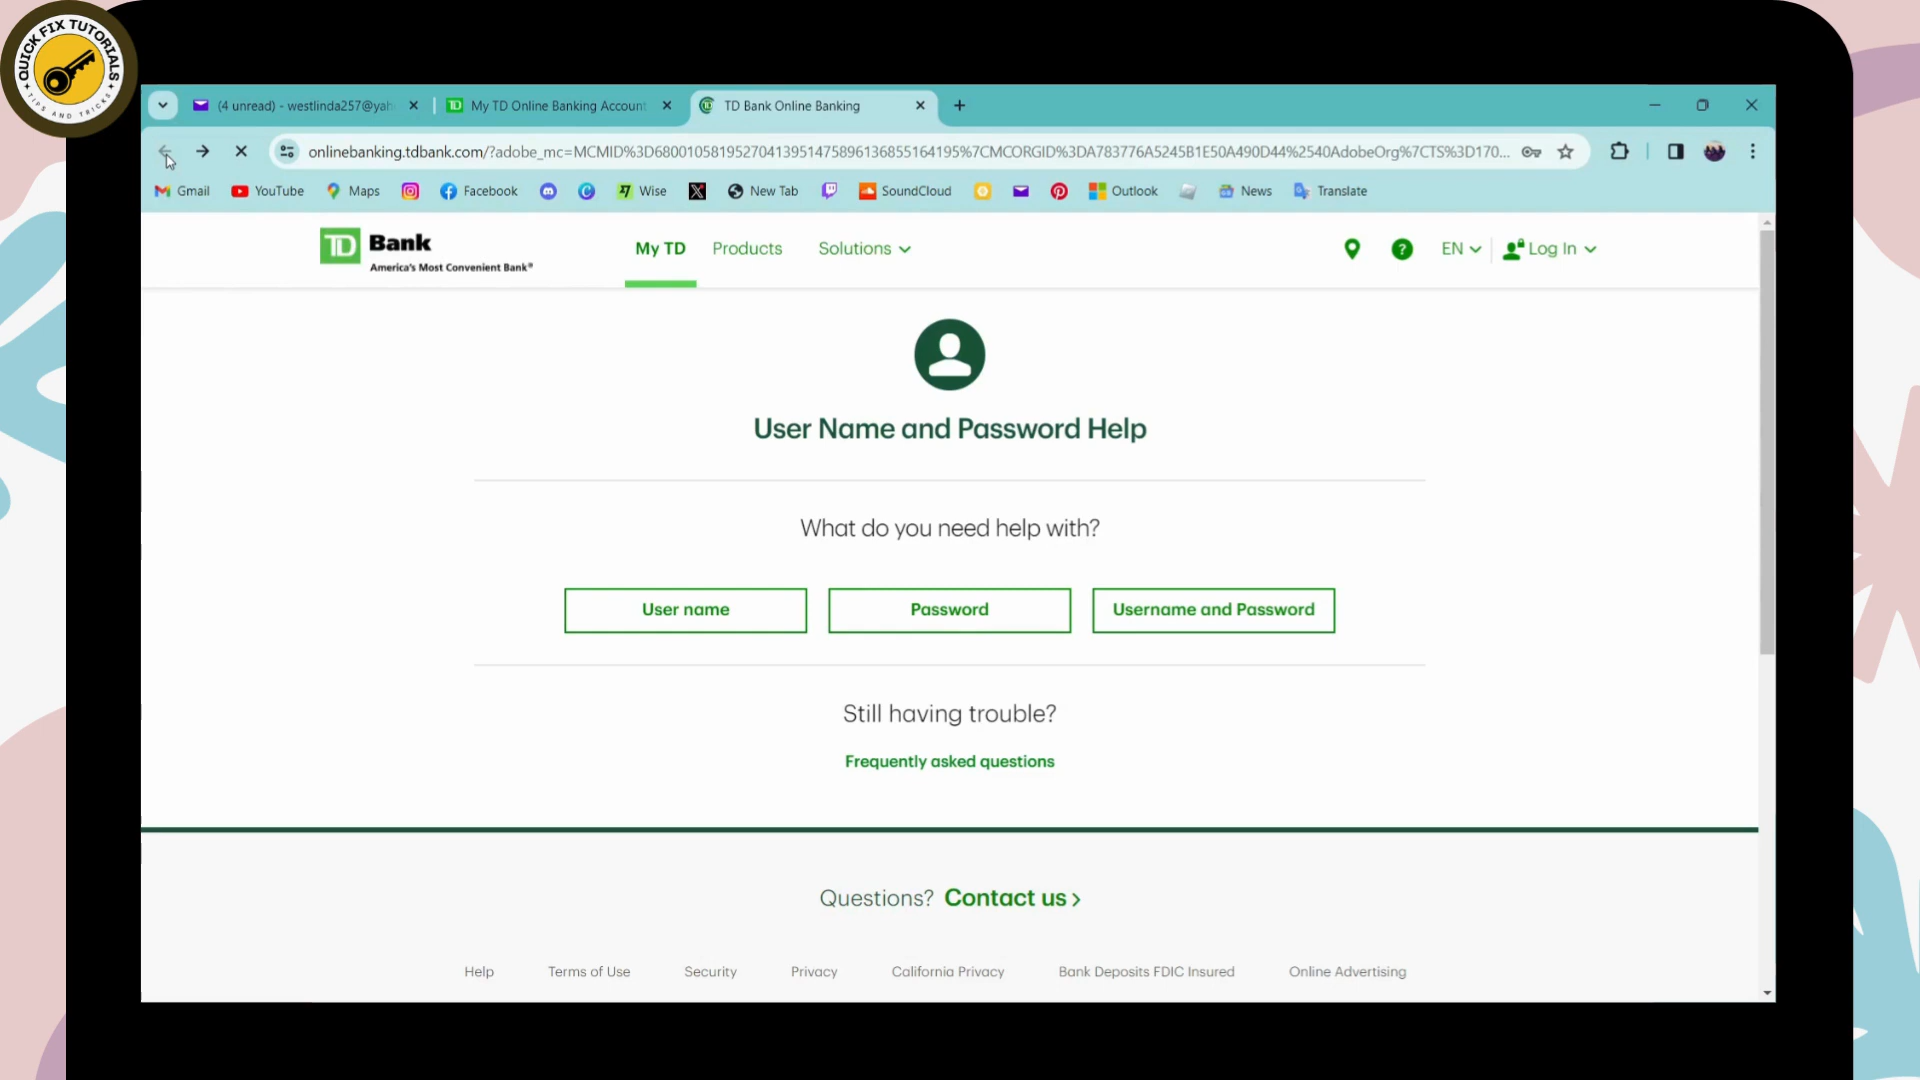 QUICK FIX TUTORIALS
TIPS AND TRICKS
(4 unread) - westlinda257@yah
My TD Online Banking Account
TD Bank Online Banking
onlinebanking.tdbank.com/?adobe_mc=MCMID%3D68001058195270413951475896136855164195%7CMCORGID%3DA783776A5245B1E50A490D44%2540AdobeOrg%7CTS%3D170...
Gmail
YouTube
Maps
Facebook
Wise
New Tab
SoundCloud
Outlook
News
Translate
TD Bank
America's Most Convenient Bank®
My TD
Products
Solutions
EN
Log In
User Name and Password Help
What do you need help with?
User name
Password
Username and Password
Still having trouble?
Frequently asked questions
Questions? Contact us >
Help
Terms of Use
Security
Privacy
California Privacy
Bank Deposits FDIC Insured
Online Advertising